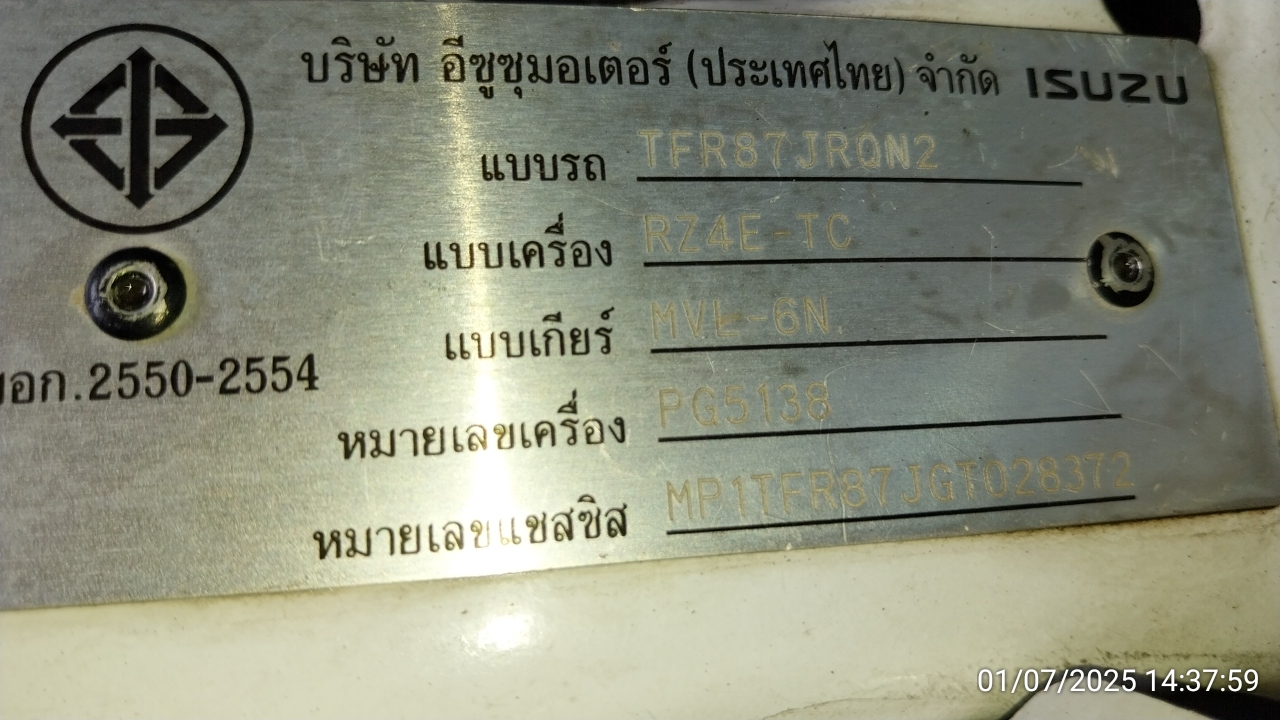 บริษัท อีซูซุมอเตอร์ (ประเทศไทย) จำกัด ISUZU
แบบรถ TFR87JRQN2
แบบเครื่อง RZ4E-TC
แบบเกียร์ MVL-6N
มอก.2550-2554
หมายเลขเครื่อง PG5138
หมายเลขแชสซิส MP1TFR87JGT028372
01/07/2025 14:37:59